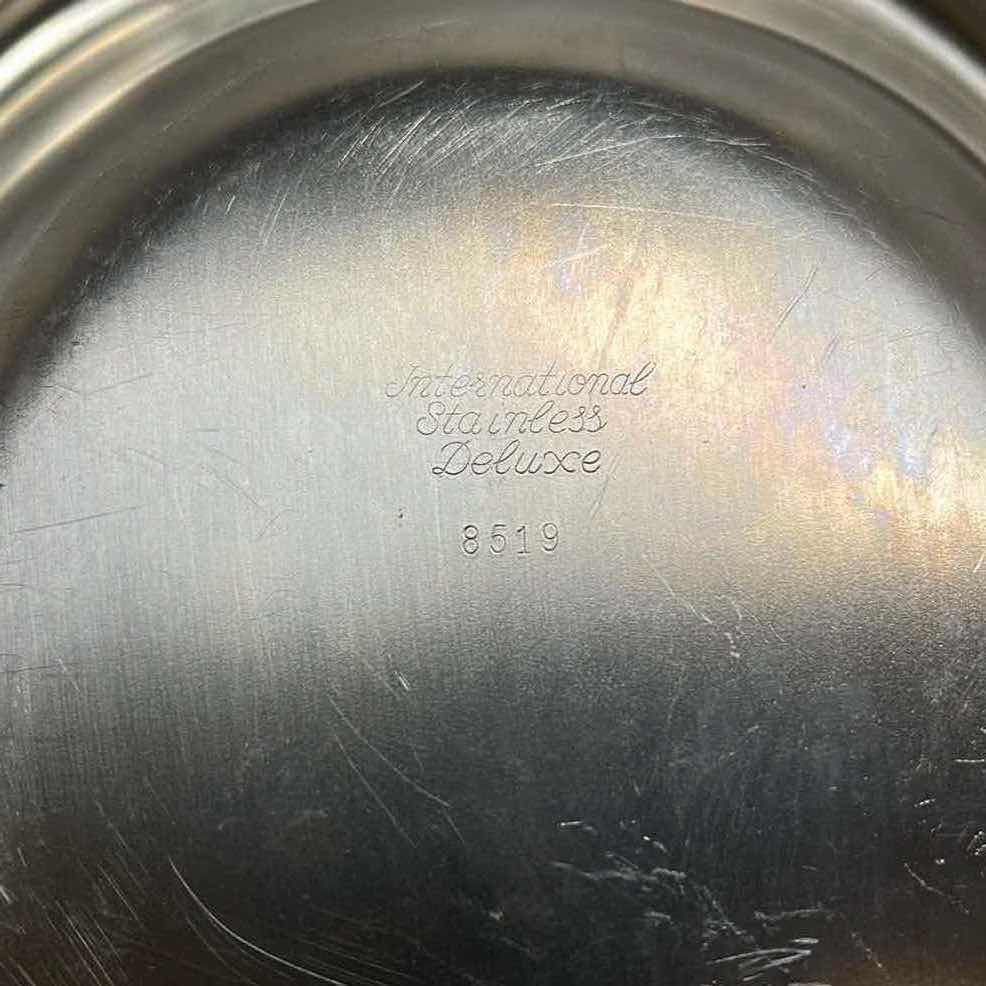 International
Stainless
Deluxe
8519